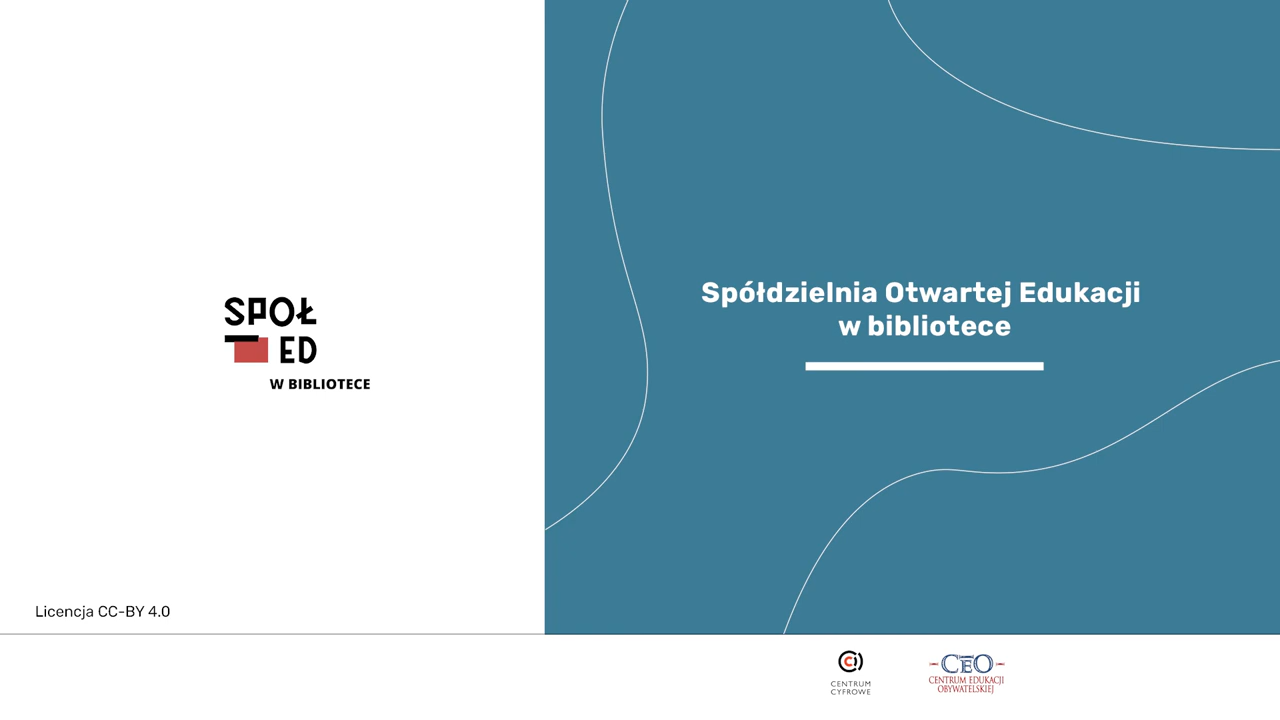 SPOŁ
ED
W BIBLIOTECE
Spółdzielnia Otwartej Edukacji
w bibliotece
Licencja CC-BY 4.0
CENTRUM
CYFROWE
CEO
CENTRUM EDUKACJI
OBYWATELSKIEJ